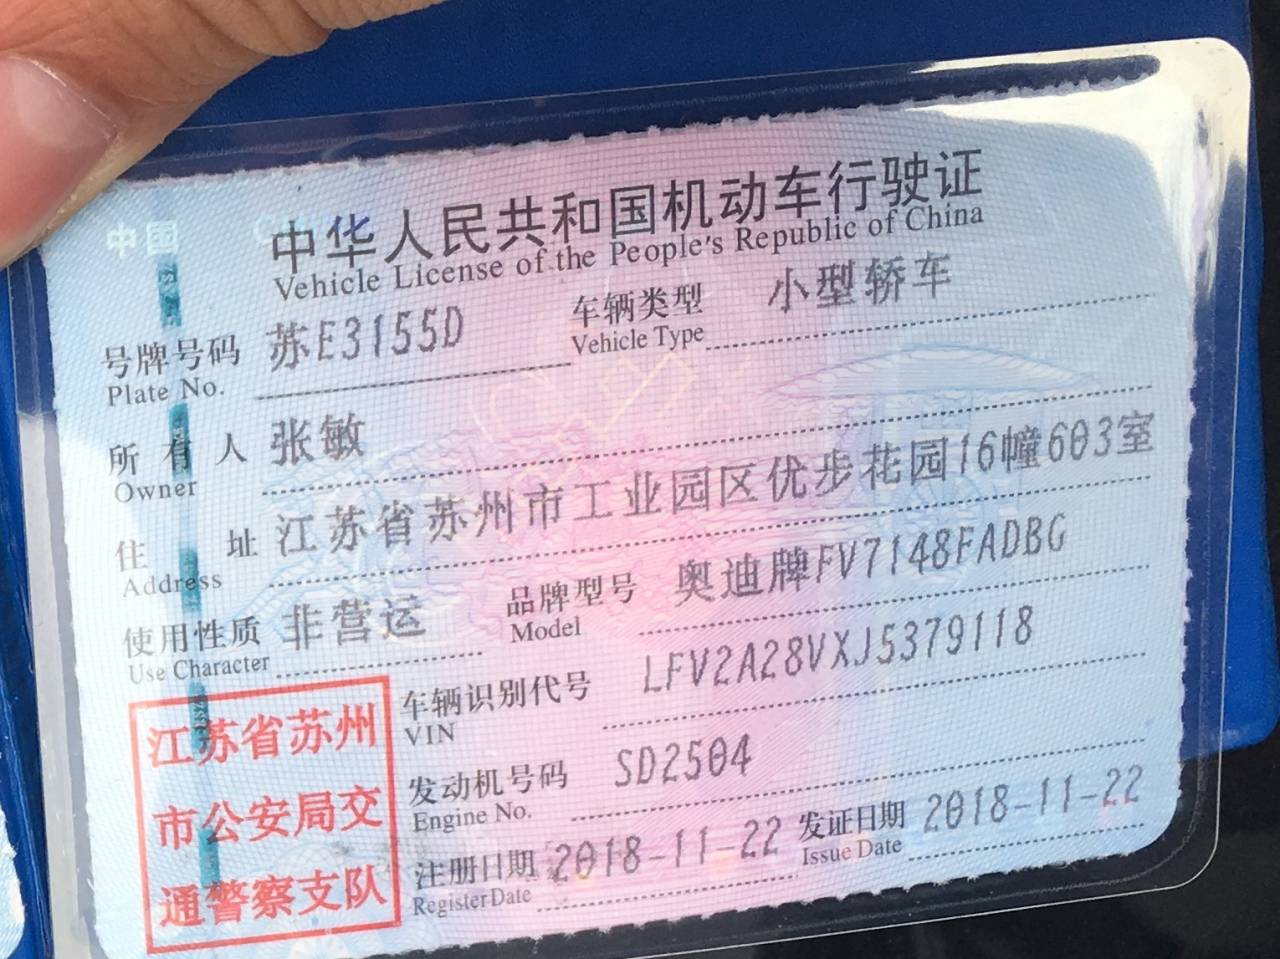 中国
中华人民共和国机动车行驶证
Vehicle License of the People's Republic of China
号牌号码 苏E3155D 车辆类型 小型轿车
Plate No. Vehicle Type
所有人 张敏
Owner
住址 江苏省苏州市工业园区优步花园16幢603室
Address
使用性质 非营运 品牌型号 奥迪牌FV7148FADBG
Use Character Model
车辆识别代号 LFV2A28VXJ5379118
VIN
发动机号码 SD2504
Engine No.
注册日期 2018-11-22 发证日期 2018-11-22
Register Date Issue Date
江苏省苏州
市公安局交
通警察支队